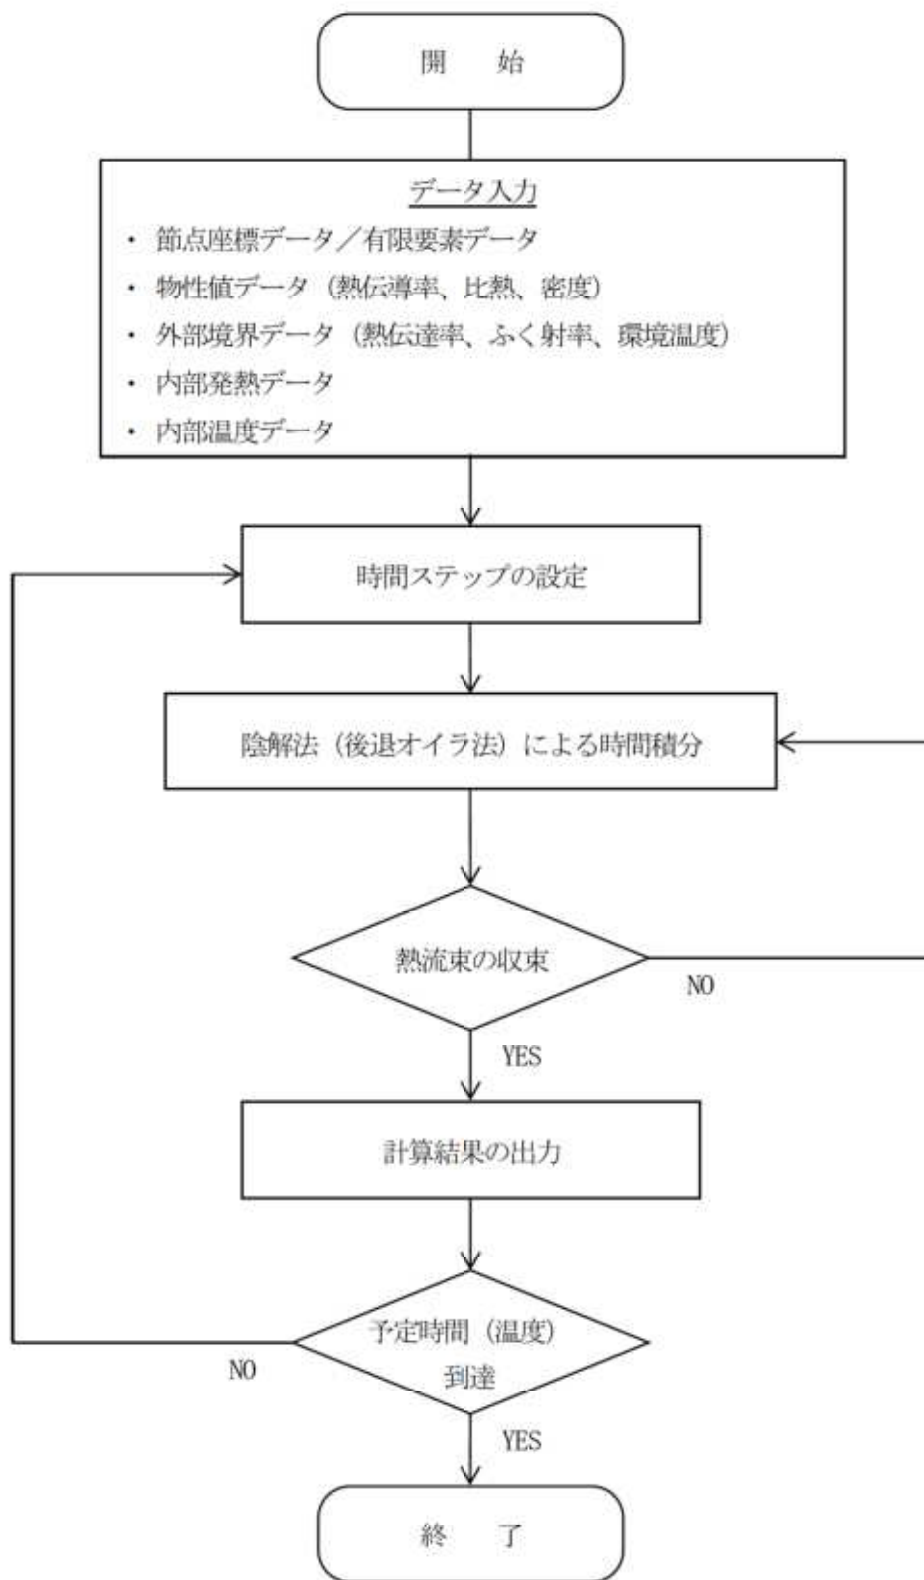 開　始
データ入力
・ 節点座標データ／有限要素データ
・ 物性値データ（熱伝導率、比熱、密度）
・ 外部境界データ（熱伝達率、ふく射率、環境温度）
・ 内部発熱データ
・ 内部温度データ
時間ステップの設定
陰解法（後退オイラ法）による時間積分
熱流束の収束
NO
YES
計算結果の出力
予定時間（温度）
到達
NO
YES
終　了